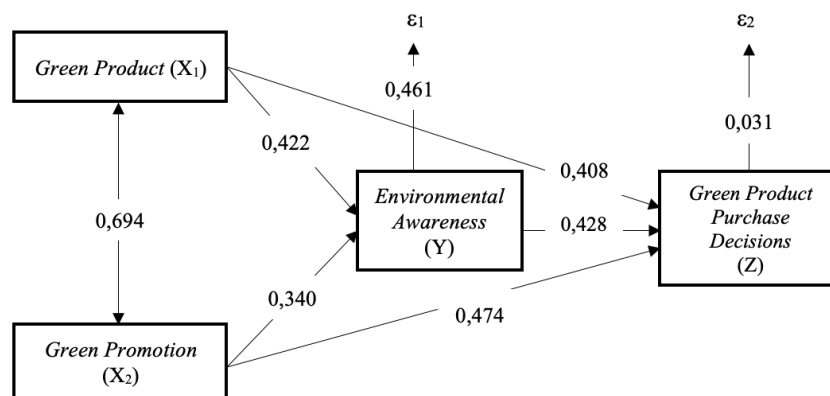 ε1
ε2
Green Product (X1)
0,461
0,031
0,422
0,408
Environmental
Awareness
(Y)
Green Product
Purchase
Decisions
(Z)
0,694
0,428
0,340
0,474
Green Promotion
(X2)